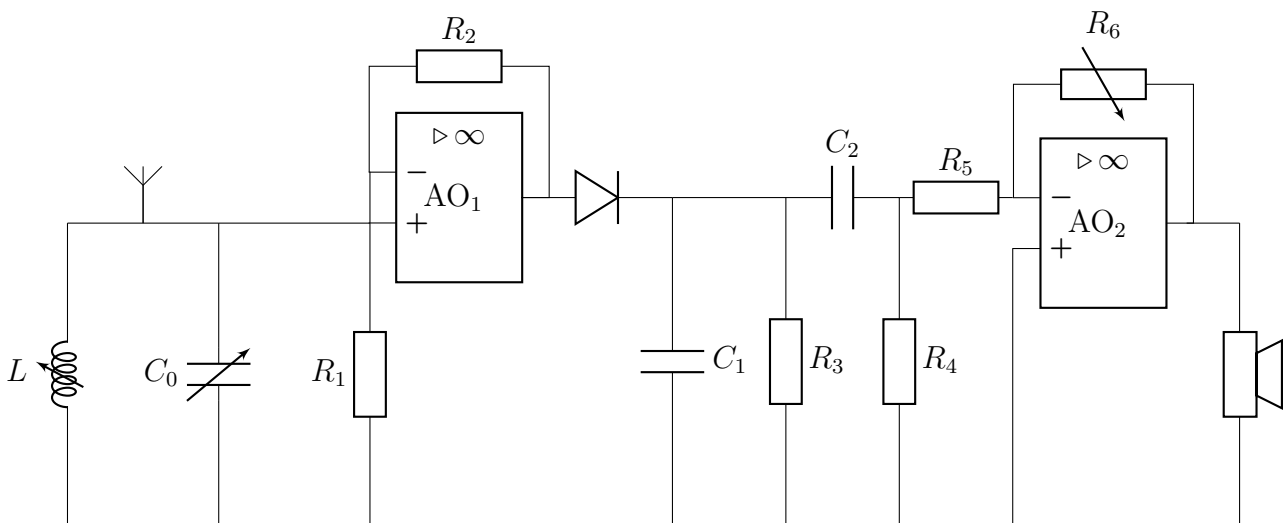 R₂
R₆
▷∞
▷∞
C₂
R₅
−
AO₁
+
−
AO₂
+
L
C₀
R₁
C₁
R₃
R₄